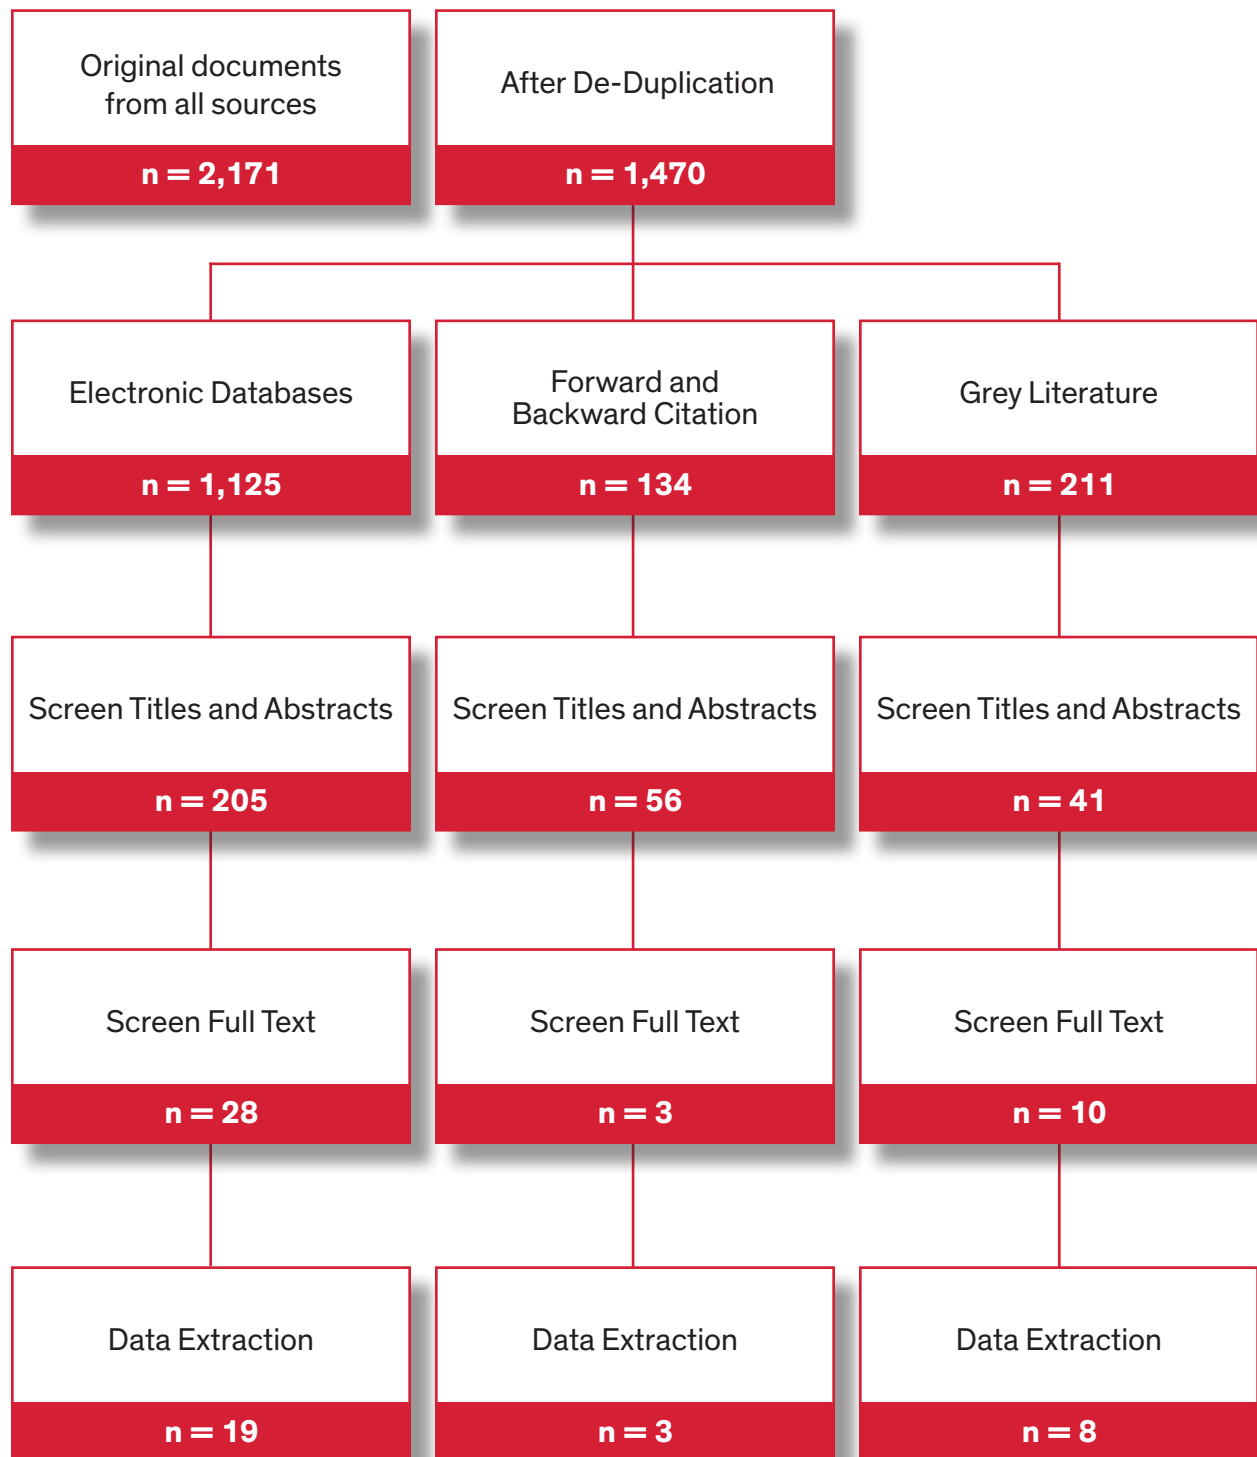 Original documents
from all sources
n = 2,171
After De-Duplication
n = 1,470
Electronic Databases
n = 1,125
Forward and
Backward Citation
n = 134
Grey Literature
n = 211
Screen Titles and Abstracts
n = 205
Screen Titles and Abstracts
n = 56
Screen Titles and Abstracts
n = 41
Screen Full Text
n = 28
Screen Full Text
n = 3
Screen Full Text
n = 10
Data Extraction
n = 19
Data Extraction
n = 3
Data Extraction
n = 8